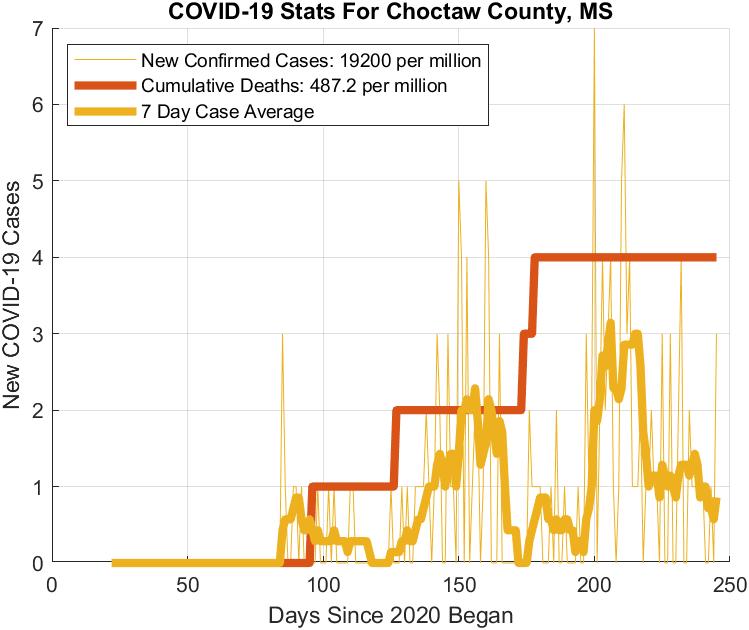 COVID-19 Stats For Choctaw County, MS
New Confirmed Cases: 19200 per million
Cumulative Deaths: 487.2 per million
7 Day Case Average
New COVID-19 Cases
7
6
5
4
3
2
1
0
0 50 100 150 200 250
Days Since 2020 Began